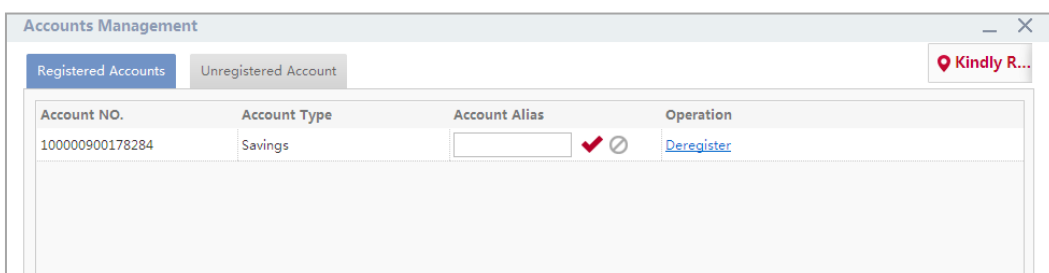 Accounts Management
Registered Accounts Unregistered Account
Kindly R...
Account NO. Account Type Account Alias Operation
100000900178284 Savings Deregister